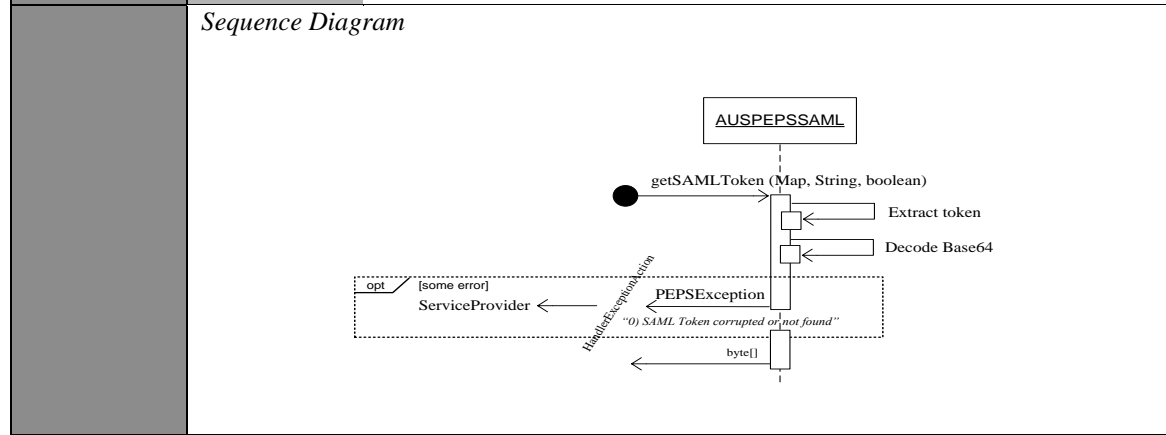 Sequence Diagram
AUSPEPSSAML
getSAMLToken (Map, String, boolean)
Extract token
Decode Base64
opt
[some error]
HandlerExceptionAction
PEPSException
ServiceProvider
“0) SAML Token corrupted or not found”
byte[]